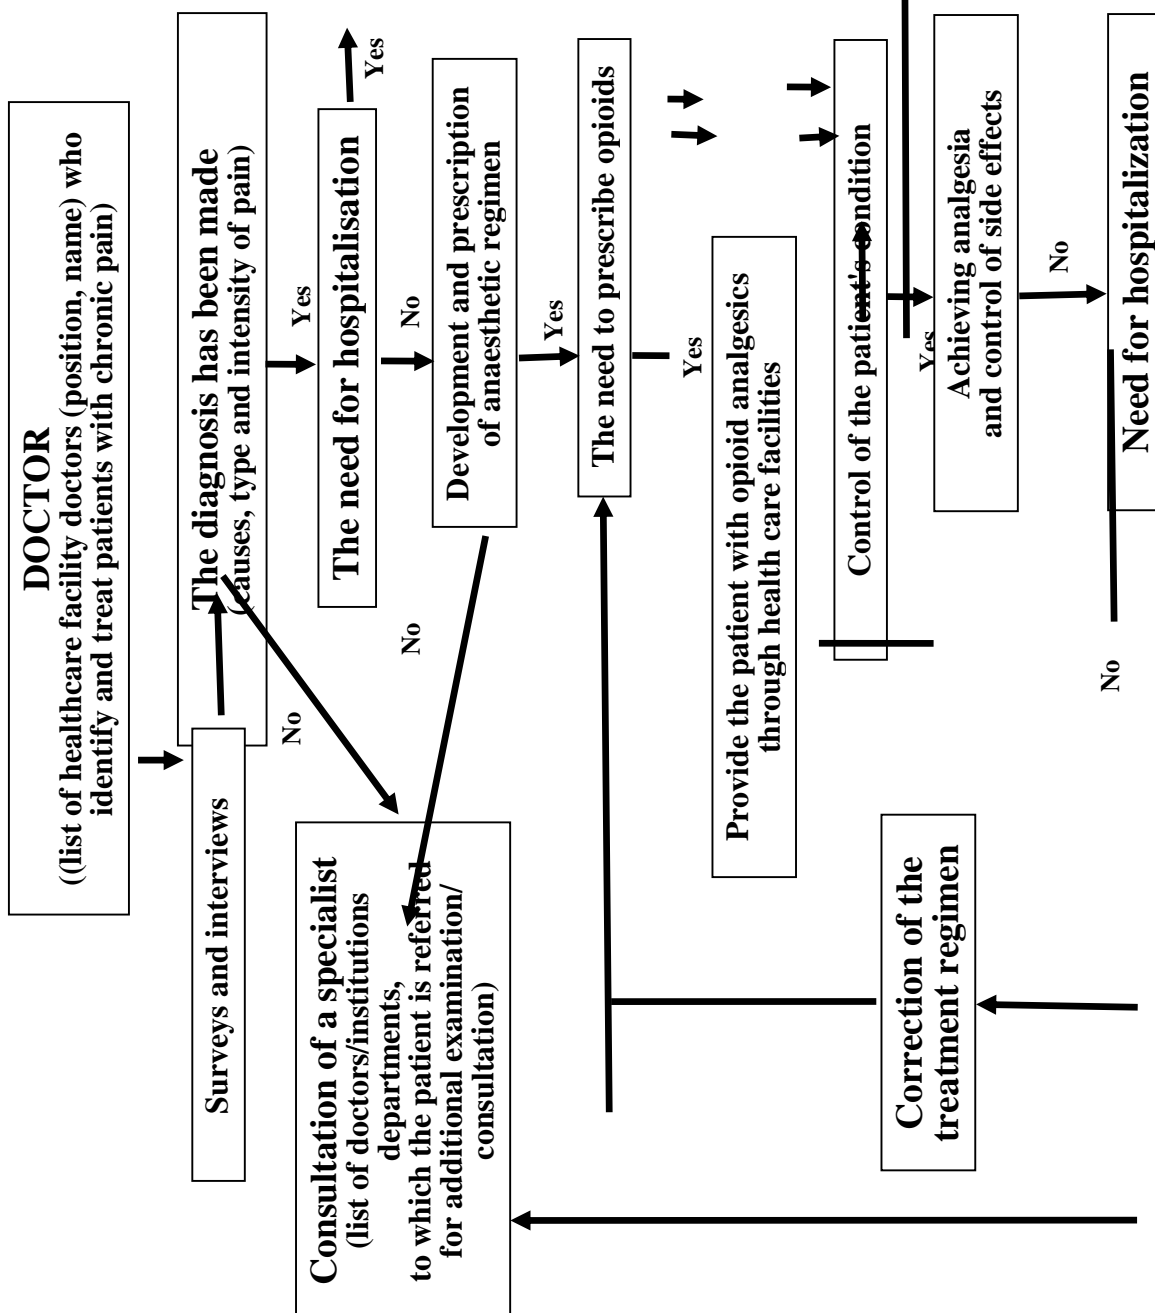 DOCTOR
((list of healthcare facility doctors (position, name) who
identify and treat patients with chronic pain)
Surveys and interviews
The diagnosis has been made
(causes, type and intensity of pain)
No
Yes
Consultation of a specialist
(list of doctors/institutions
departments,
to which the patient is referred
for additional examination/
consultation)
The need for hospitalisation
Yes
No
No
Development and prescription
of anaesthetic regimen
Yes
The need to prescribe opioids
Yes
Provide the patient with opioid analgesics
through health care facilities
Control of the patient's condition
Yes
Correction of the
treatment regimen
Achieving analgesia
and control of side effects
No
No
Need for hospitalization